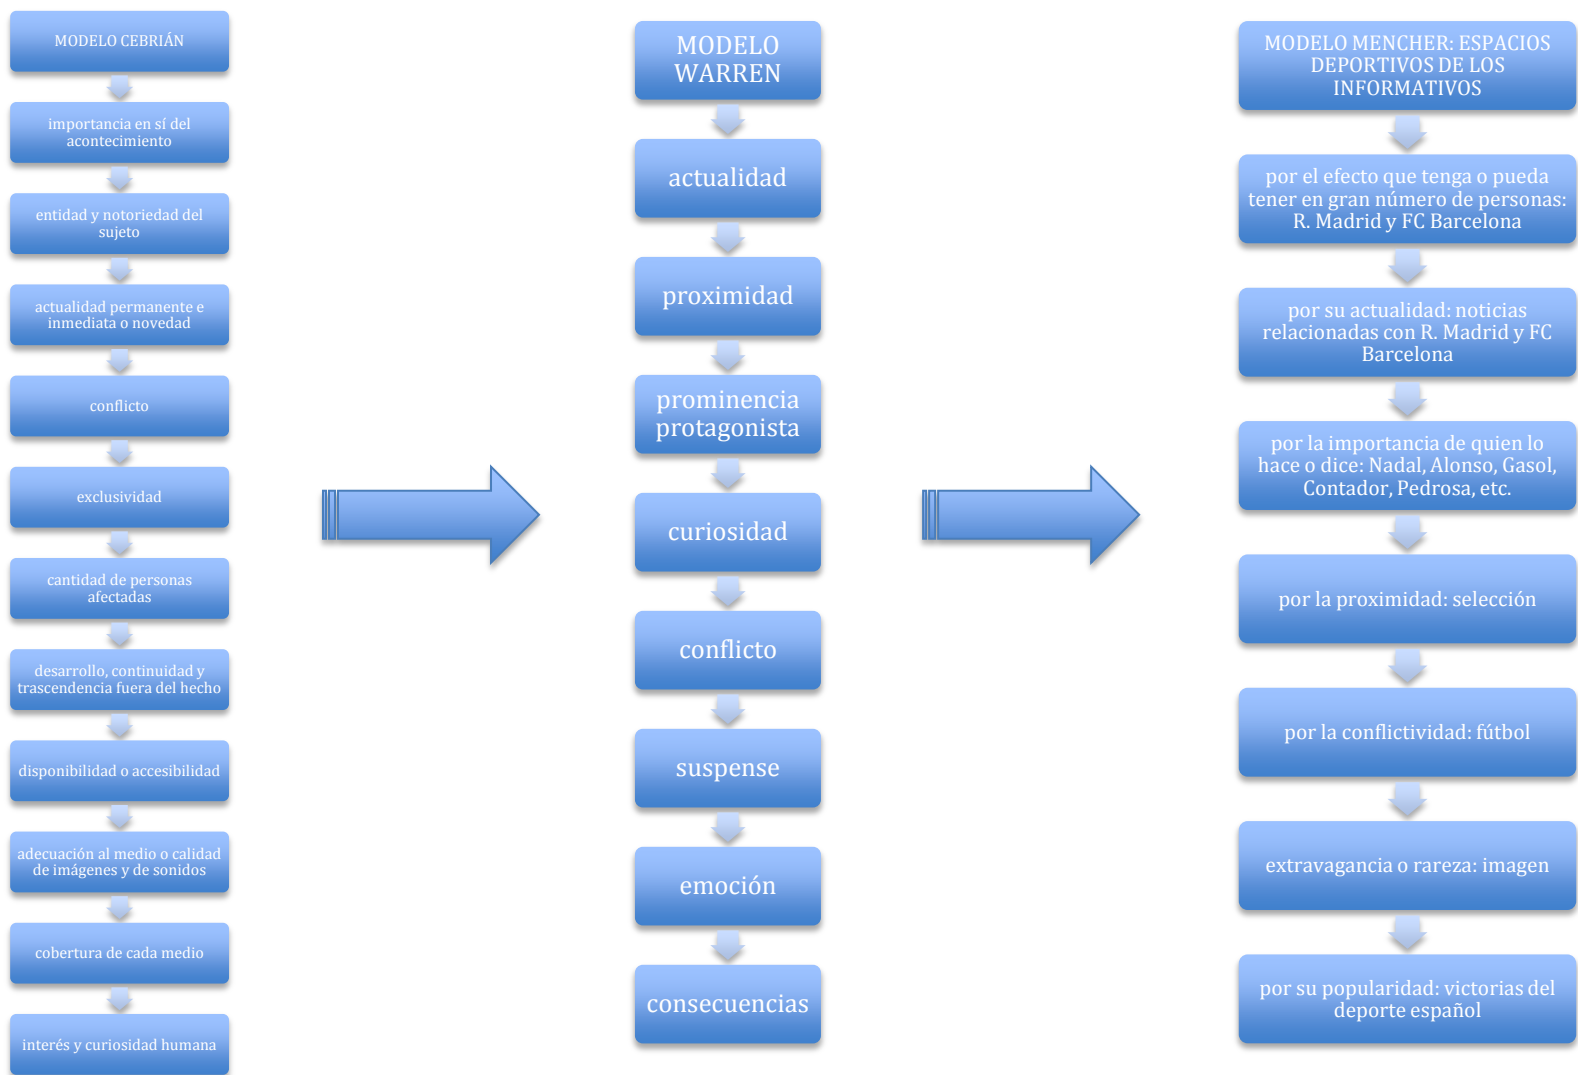 MODELO CEBRIÁN
importancia en sí del
acontecimiento
entidad y notoriedad del
sujeto
actualidad permanente e
inmediata o novedad
conflicto
exclusividad
cantidad de personas
afectadas
desarrollo, continuidad y
trascendencia fuera del hecho
disponibilidad o accesibilidad
adecuación al medio o calidad
de imágenes y de sonidos
cobertura de cada medio
interés y curiosidad humana
MODELO
WARREN
actualidad
proximidad
prominencia
protagonista
curiosidad
conflicto
suspense
emoción
consecuencias
MODELO MENCHER: ESPACIOS
DEPORTIVOS DE LOS
INFORMATIVOS
por el efecto que tenga o pueda
tener en gran número de personas:
R. Madrid y FC Barcelona
por su actualidad: noticias
relacionadas con R. Madrid y FC
Barcelona
por la importancia de quien lo
hace o dice: Nadal, Alonso, Gasol,
Contador, Pedrosa, etc.
por la proximidad: selección
por la conflictividad: fútbol
extravagancia o rareza: imagen
por su popularidad: victorias del
deporte español